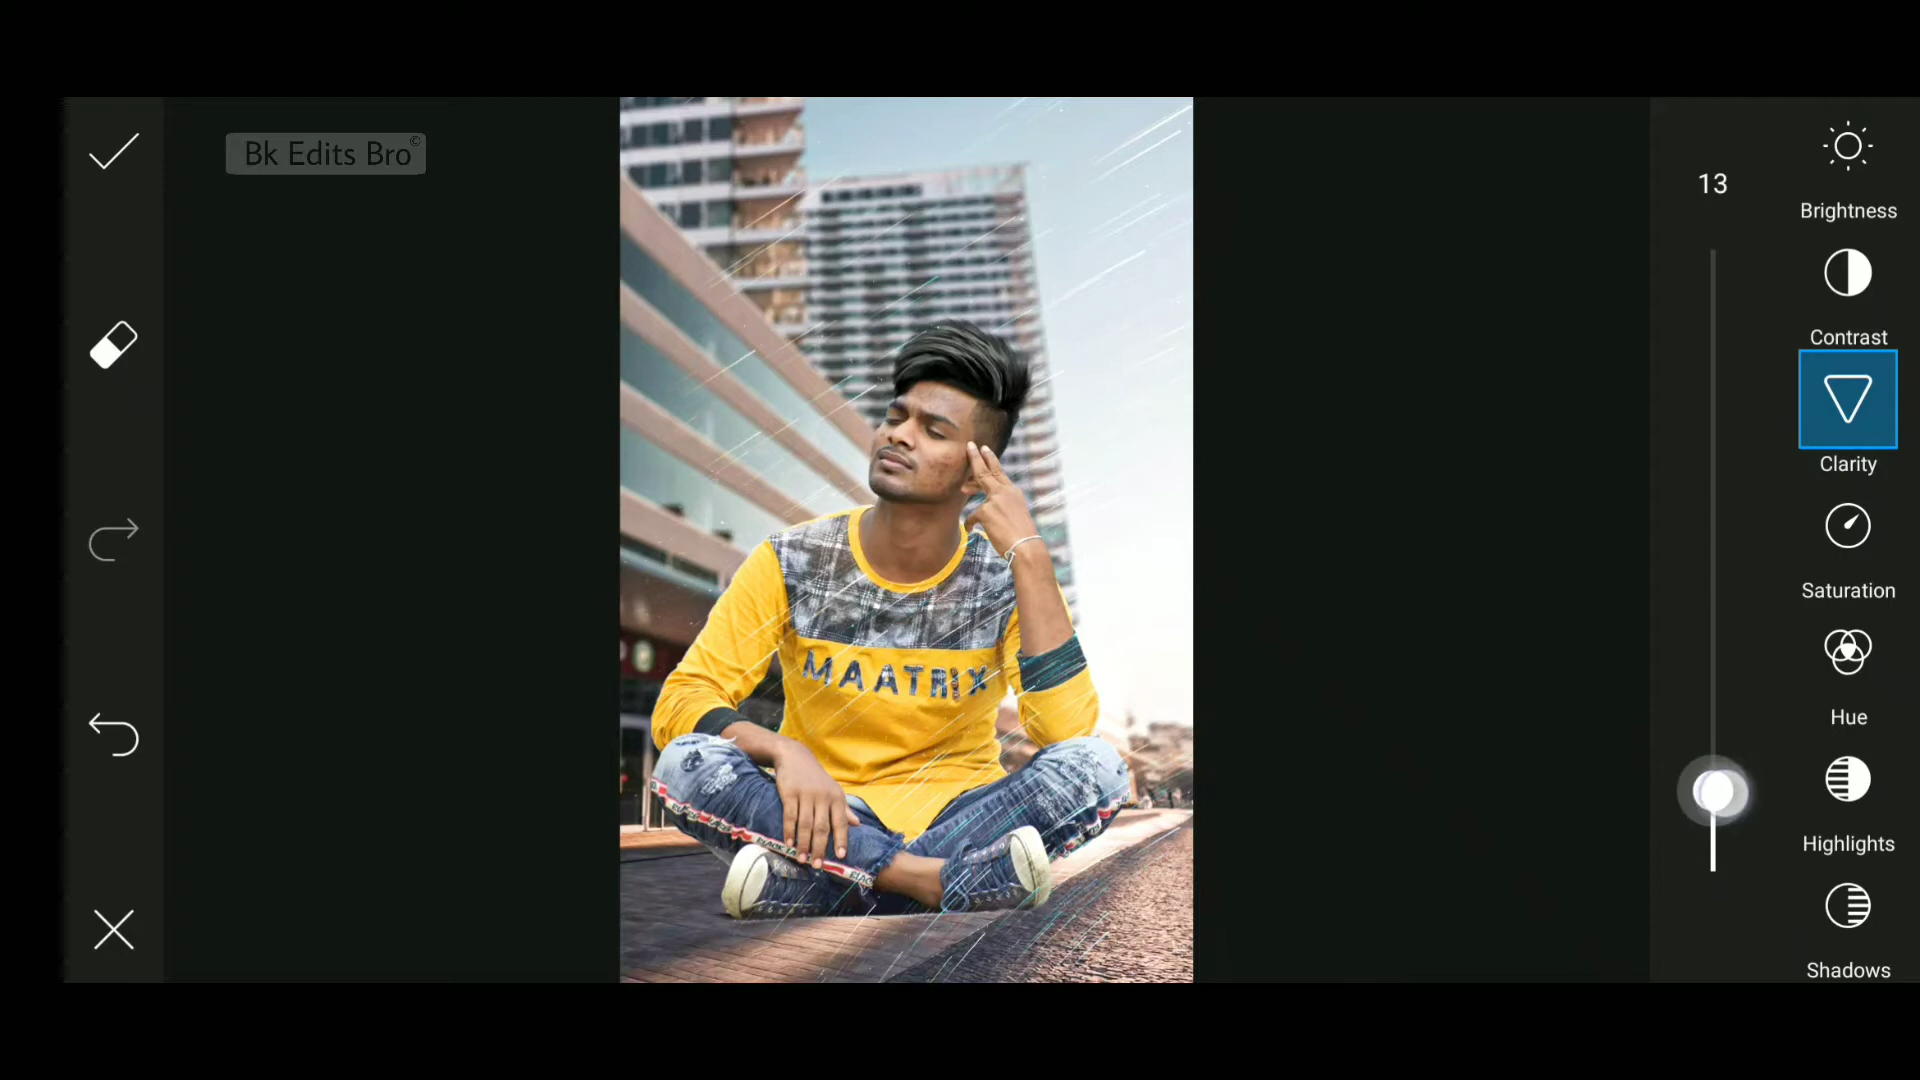 Bk Edits Bro©
13
Brightness
Contrast
Clarity
Saturation
Hue
Highlights
Shadows
MAATRIX